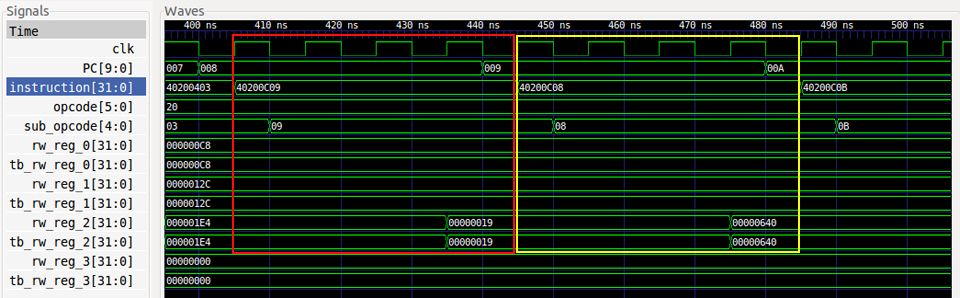 Signals
Waves
Time
400 ns 410 ns 420 ns 430 ns 440 ns 450 ns 460 ns 470 ns 480 ns 490 ns 500 ns
clk
PC[9:0] 007 008 009 00A
instruction[31:0] 40200403 40200C09 40200C08 40200C0B
opcode[5:0] 20
sub_opcode[4:0] 03 09 08 0B
rw_reg_0[31:0] 000000C8
tb_rw_reg_0[31:0] 000000C8
rw_reg_1[31:0] 0000012C
tb_rw_reg_1[31:0] 0000012C
rw_reg_2[31:0] 000001E4 00000019 00000640
tb_rw_reg_2[31:0] 000001E4 00000019 00000640
rw_reg_3[31:0] 00000000
tb_rw_reg_3[31:0] 00000000